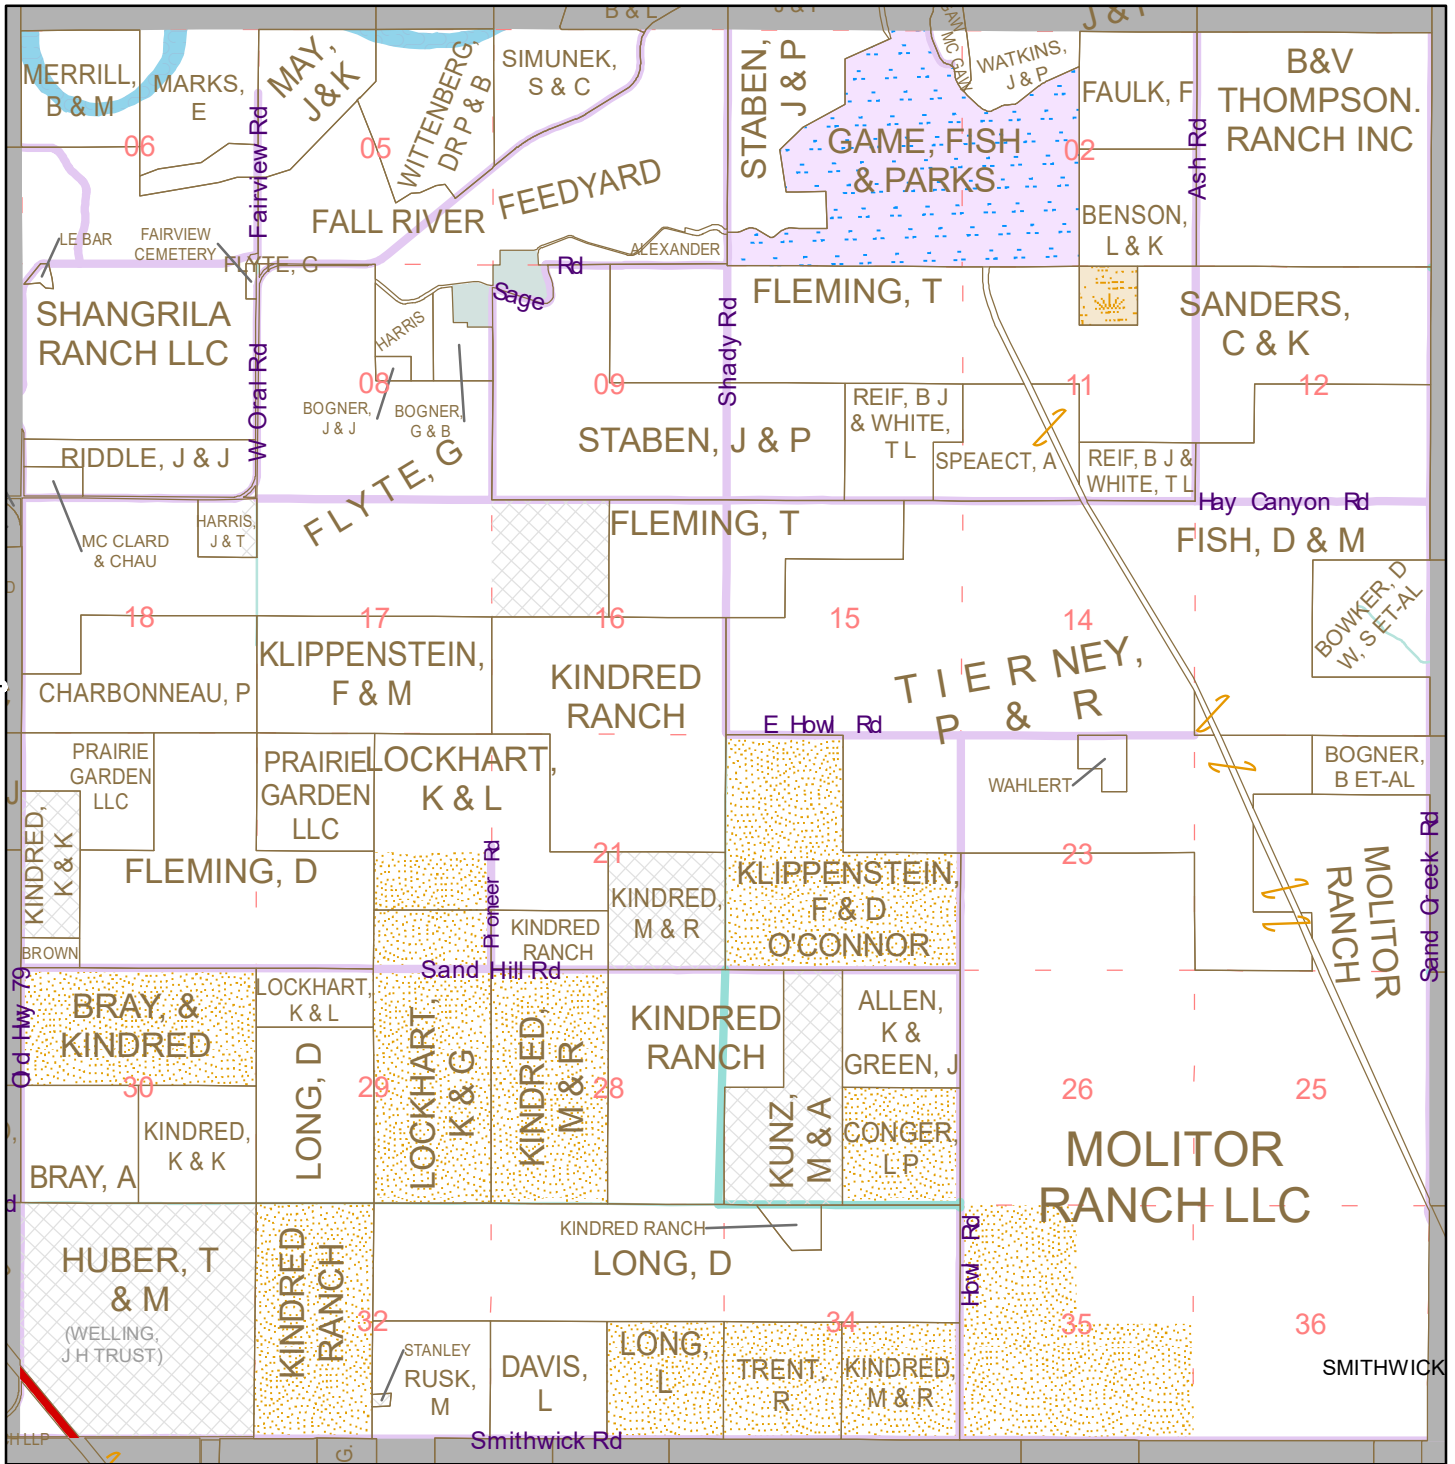 B & L
J & P
J & P
MERRILL,
B & M
MARKS,
E
MAY,
J & K
WITTENBERG,
DR P & B
SIMUNEK,
S & C
STABEN,
J & P
GAW
MC GAW
WATKINS,
J & P
FAULK, F
B&V
THOMPSON.
RANCH INC
06
05
02
GAME, FISH
& PARKS
Fairview Rd
Ash Rd
FALL RIVER
FEEDYARD
BENSON,
L & K
LE BAR
FAIRVIEW
CEMETERY
FLYTE, C
ALEXANDER
Sage
Rd
SHANGRILA
RANCH LLC
W Oral Rd
HARRIS
Shady Rd
FLEMING, T
SANDERS,
C & K
08
09
11
12
BOGNER,
J & J
BOGNER,
G & B
RIDDLE, J & J
FLYTE, G
STABEN, J & P
REIF, B J
& WHITE,
T L
SPEAECT, A
REIF, B J &
WHITE, T L
Hay Canyon Rd
MC CLARD
& CHAU
HARRIS,
J & T
FLEMING, T
FISH, D & M
BOWKER, D
W, S ET-AL
18
17
16
15
14
CHARBONNEAU, P
KLIPPENSTEIN,
F & M
KINDRED
RANCH
TIERNEY,
P & R
E Howl Rd
PRAIRIE
GARDEN
LLC
PRAIRIE
GARDEN
LLC
LOCKHART,
K & L
WAHLERT
BOGNER,
B ET-AL
J
KINDRED,
K & K
FLEMING, D
Pioneer Rd
21
23
KINDRED,
M & R
KLIPPENSTEIN,
F & D
O'CONNOR
MOLITOR
RANCH
Sand Creek Rd
KINDRED
RANCH
BROWN
Sand Hill Rd
Old Hwy 79
BRAY, &
KINDRED
LOCKHART,
K & L
LOCKHART,
K & G
KINDRED,
M & R
KINDRED
RANCH
ALLEN,
K &
GREEN, J
30
29
28
26
25
LONG, D
KUNZ,
M & A
BRAY, A
KINDRED,
K & K
CONGER,
L P
MOLITOR
RANCH LLC
HUBER, T
& M
(WELLING,
J H TRUST)
KINDRED
RANCH
KINDRED RANCH
LONG, D
Howl Rd
32
34
35
36
STANLEY
RUSK,
M
DAVIS,
L
LONG,
L
TRENT,
R
KINDRED,
M & R
SMITHWICK
H LLP
G.
Smithwick Rd